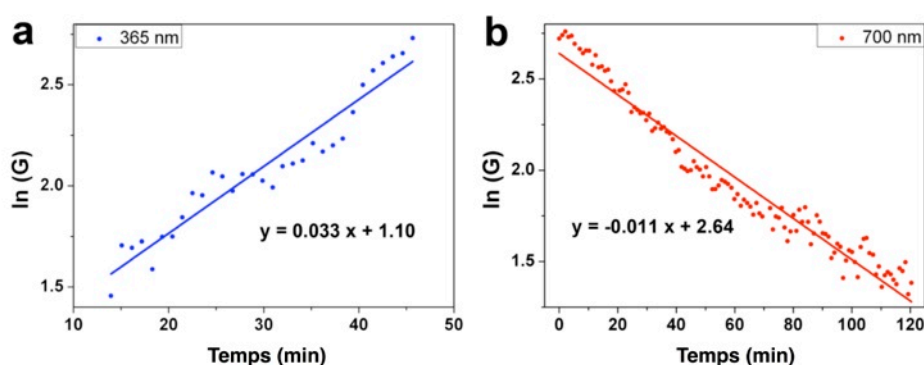 a
365 nm
ln (G)
2.5
2.0
1.5
y = 0.033 x + 1.10
10
20
30
40
50
Temps (min)
b
700 nm
ln (G)
2.5
2.0
1.5
y = -0.011 x + 2.64
0
20
40
60
80
100
120
Temps (min)